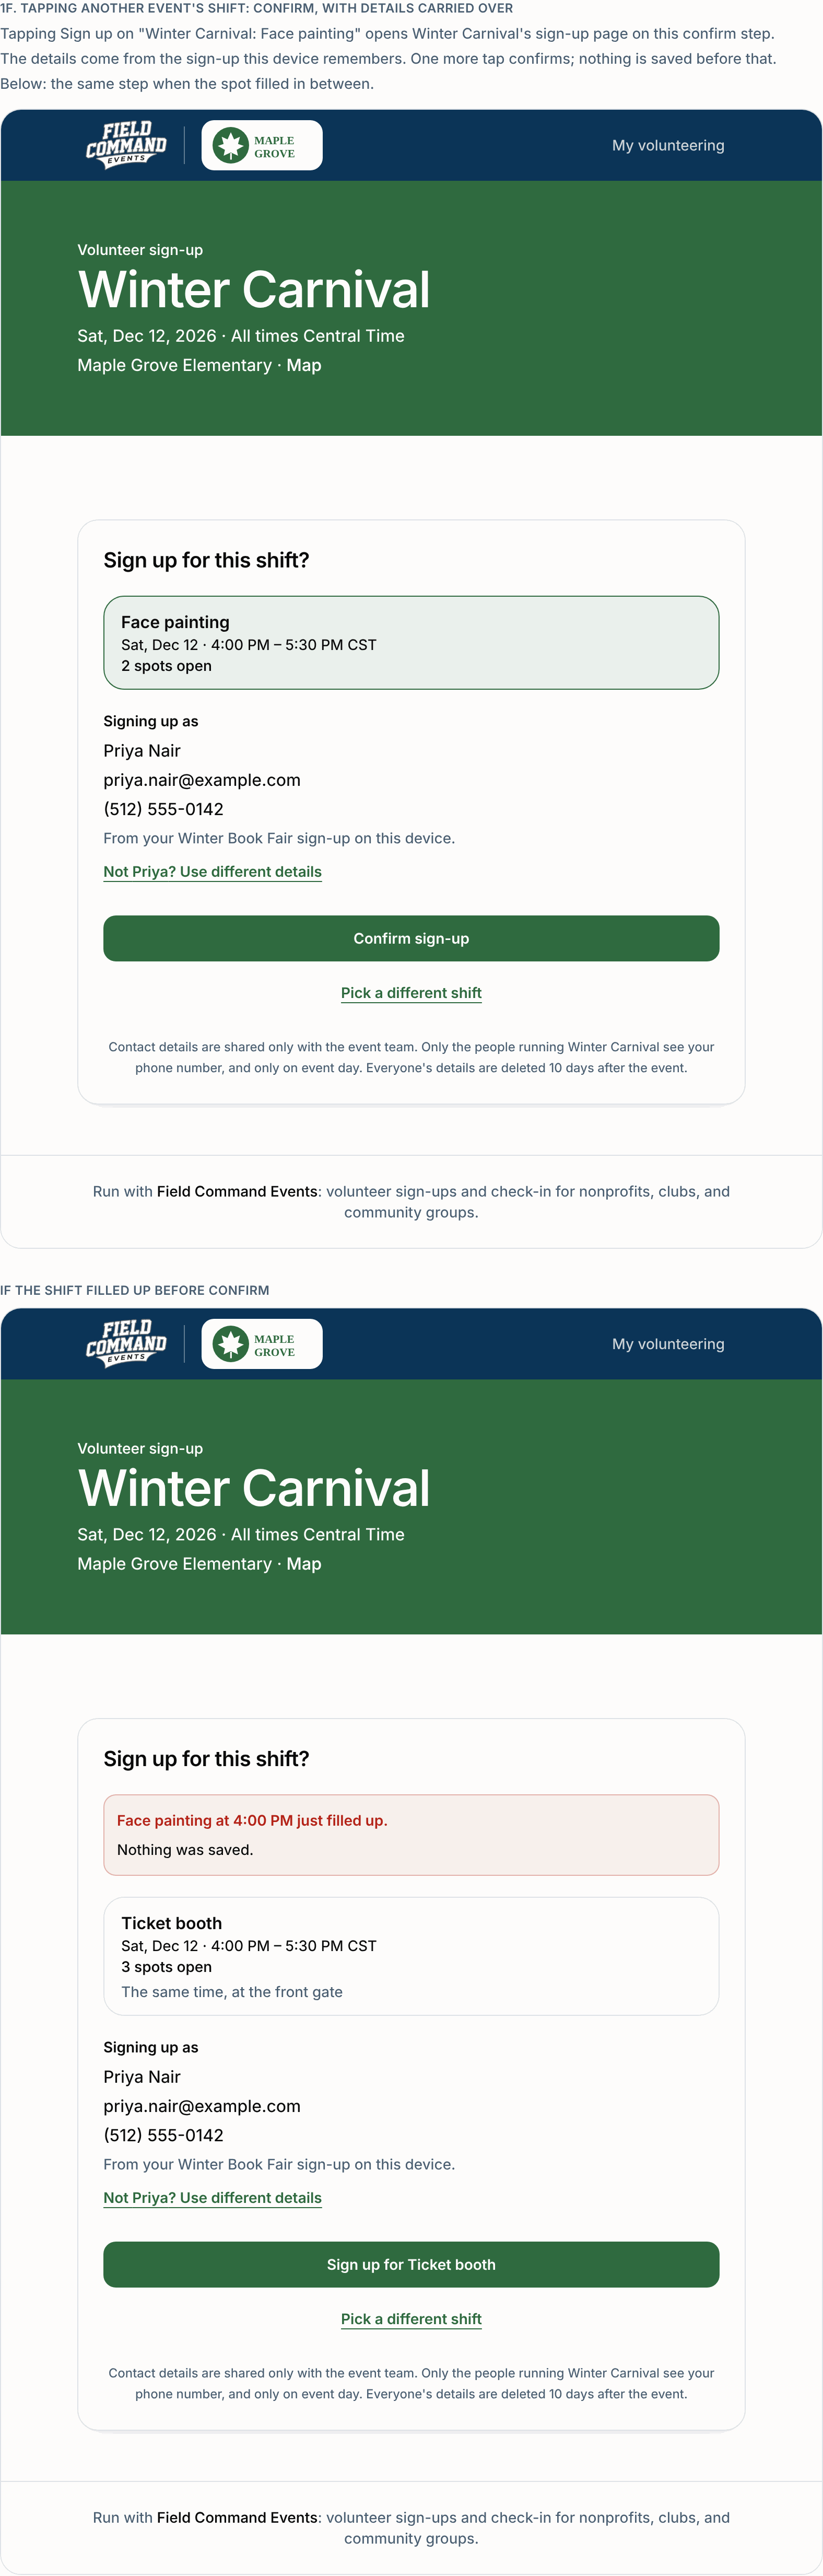 1F. TAPPING ANOTHER EVENT'S SHIFT: CONFIRM, WITH DETAILS CARRIED OVER
Tapping Sign up on "Winter Carnival: Face painting" opens Winter Carnival's sign-up page on this confirm step.
The details come from the sign-up this device remembers. One more tap confirms; nothing is saved before that.
Below: the same step when the spot filled in between.
FIELD
COMMAND
EVENTS
MAPLE
GROVE
My volunteering
Volunteer sign-up
Winter Carnival
Sat, Dec 12, 2026 · All times Central Time
Maple Grove Elementary · Map
Sign up for this shift?
Face painting
Sat, Dec 12 · 4:00 PM – 5:30 PM CST
2 spots open
Signing up as
Priya Nair
priya.nair@example.com
(512) 555-0142
From your Winter Book Fair sign-up on this device.
Not Priya? Use different details
Confirm sign-up
Pick a different shift
Contact details are shared only with the event team. Only the people running Winter Carnival see your
phone number, and only on event day. Everyone's details are deleted 10 days after the event.
Run with Field Command Events: volunteer sign-ups and check-in for nonprofits, clubs, and
community groups.
IF THE SHIFT FILLED UP BEFORE CONFIRM
FIELD
COMMAND
EVENTS
MAPLE
GROVE
My volunteering
Volunteer sign-up
Winter Carnival
Sat, Dec 12, 2026 · All times Central Time
Maple Grove Elementary · Map
Sign up for this shift?
Face painting at 4:00 PM just filled up.
Nothing was saved.
Ticket booth
Sat, Dec 12 · 4:00 PM – 5:30 PM CST
3 spots open
The same time, at the front gate
Signing up as
Priya Nair
priya.nair@example.com
(512) 555-0142
From your Winter Book Fair sign-up on this device.
Not Priya? Use different details
Sign up for Ticket booth
Pick a different shift
Contact details are shared only with the event team. Only the people running Winter Carnival see your
phone number, and only on event day. Everyone's details are deleted 10 days after the event.
Run with Field Command Events: volunteer sign-ups and check-in for nonprofits, clubs, and
community groups.